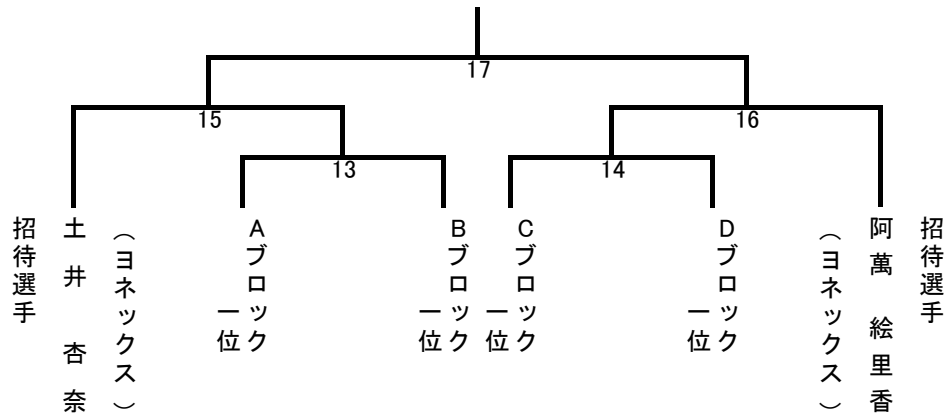 17
15
16
13
14
招待選手
土井 杏奈
（ヨネックス）
Aブロック
一位
Bブロック
一位
Cブロック
一位
Dブロック
一位
（ヨネックス）
阿萬 絵里香
招待選手